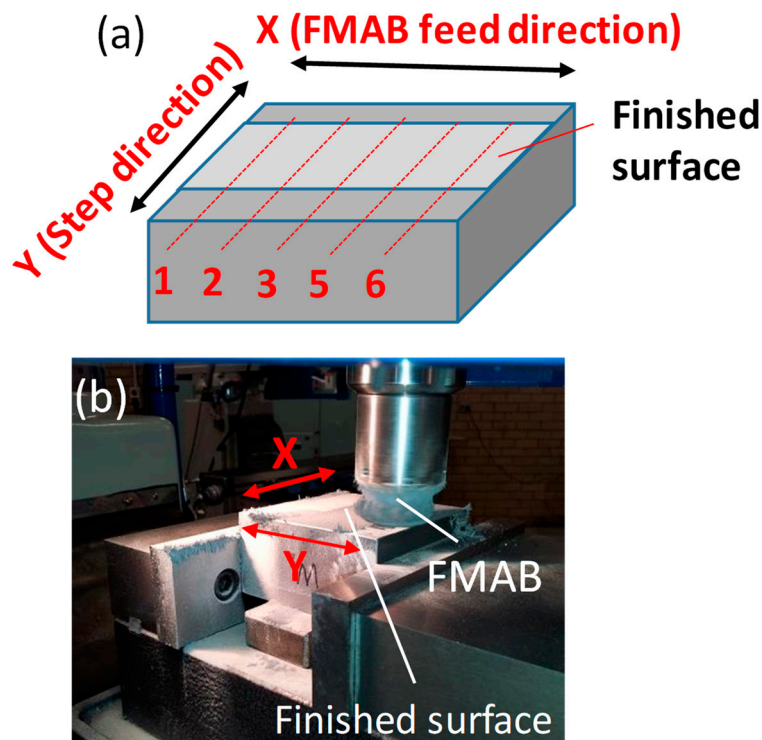 (a)
X (FMAB feed direction)
Y (Step direction)
Finished
surface
1 2 3 5 6
(b)
X
Y
M
FMAB
Finished surface